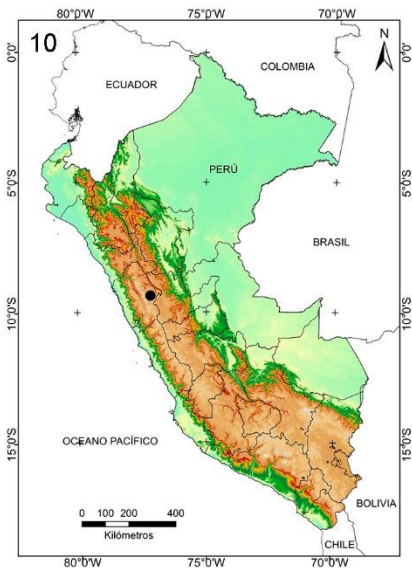 80°0'W 75°0'W 70°0'W
10
N
0°0' 0°0'
COLOMBIA
ECUADOR
PERÚ
5°0'S 5°0'S
BRASIL
10°0'S 10°0'S
OCEANO PACÍFICO
15°0'S 15°0'S
BOLIVIA
0 100 200 400
Kilómetros
CHILE
80°0'W 75°0'W 70°0'W